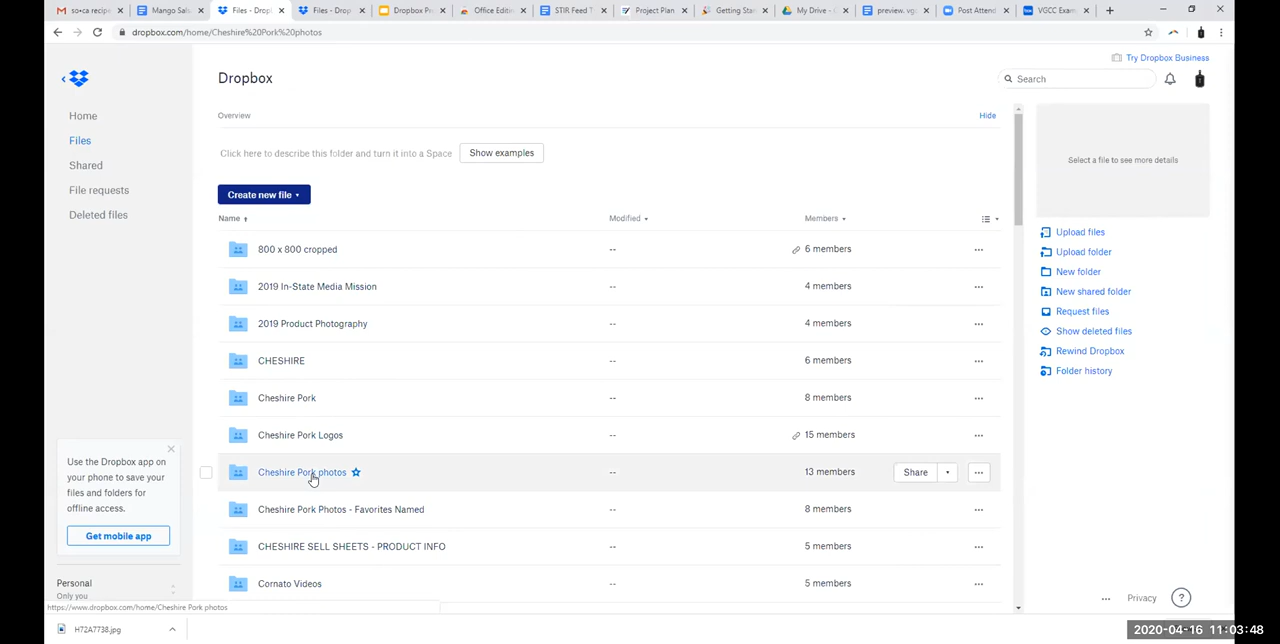 so•ca recipe
Mango Sal
Files - Drop
Files - Drop
Dropbox P
Office Editin
STIR Feed T
Project Plan
Getting Sta
My Drive -
preview. vg
Post Attend
VGCC Exam
dropbox.com/home/Cheshire%20Pork%20photos
Try Dropbox Business
Dropbox
Search
Home
Files
Shared
File requests
Deleted files
Overview
Hide
Click here to describe this folder and turn it into a Space
Show examples
Select a file to see more details
Create new file
Name
Modified
Members
800 x 800 cropped -- 6 members
2019 In-State Media Mission -- 4 members
2019 Product Photography -- 4 members
CHESHIRE -- 6 members
Cheshire Pork -- 8 members
Cheshire Pork Logos -- 15 members
Cheshire Pork photos -- 13 members Share
Cheshire Pork Photos - Favorites Named -- 8 members
CHESHIRE SELL SHEETS - PRODUCT INFO -- 5 members
Cornato Videos -- 5 members
Upload files
Upload folder
New folder
New shared folder
Request files
Show deleted files
Rewind Dropbox
Folder history
Use the Dropbox app on
your phone to save your
files and folders for
offline access.
Get mobile app
Personal
Only you
Privacy
?
https://www.dropbox.com/home/Cheshire Pork photos
H72A7738.jpg
2020-04-16 11:03:48